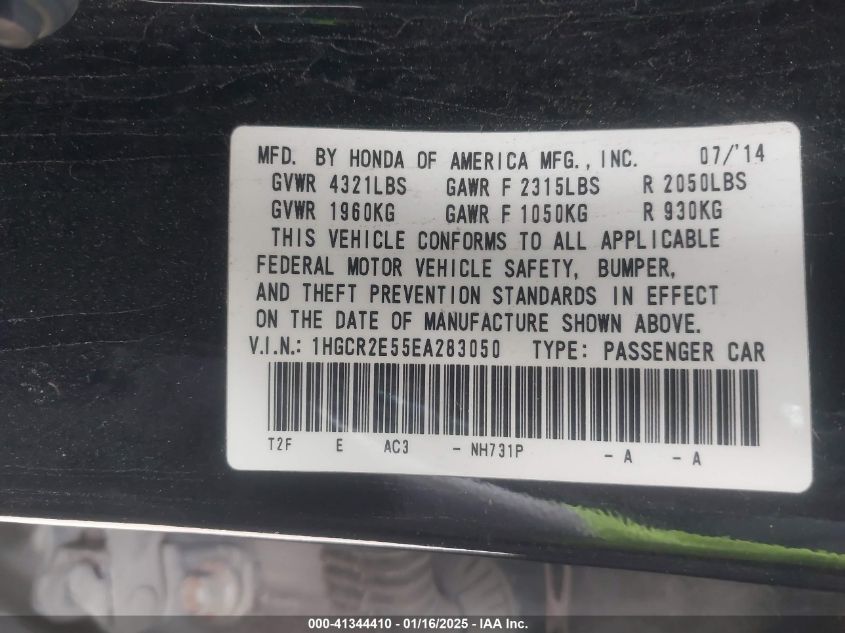 MFD. BY HONDA OF AMERICA MFG., INC. 07/'14
GVWR 4321LBS GAWR F 2315LBS R 2050LBS
GVWR 1960KG GAWR F 1050KG R 930KG
THIS VEHICLE CONFORMS TO ALL APPLICABLE
FEDERAL MOTOR VEHICLE SAFETY, BUMPER,
AND THEFT PREVENTION STANDARDS IN EFFECT
ON THE DATE OF MANUFACTURE SHOWN ABOVE.
V.I.N.: 1HGCR2E55EA283050 TYPE: PASSENGER CAR
T2F E AC3 - NH731P - A - A
000-41344410 - 01/16/2025 - IAA Inc.